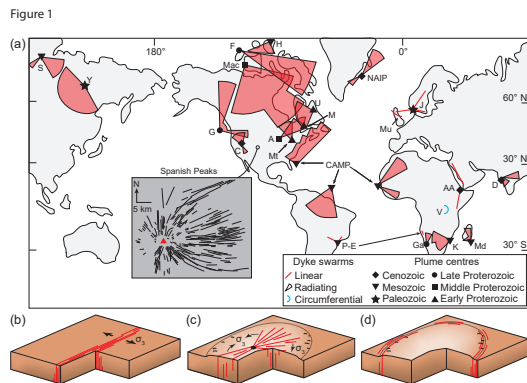 Figure 1
(a)
180°
0°
F
H
Mac
S
Y
NAIP
60° N
U
J
M
G
A
Mu
C
Mt
30° N
Spanish Peaks
CAMP
N
5 km
D
AA
V
P-E
Ga
K
Md
30° S
Dyke swarms
Plume centres
Linear
Radiating
Circumferential
Cenozoic
Mesozoic
Paleozoic
Late Proterozoic
Middle Proterozoic
Early Proterozoic
(b)
(c)
(d)
σ3
σ3
σ3